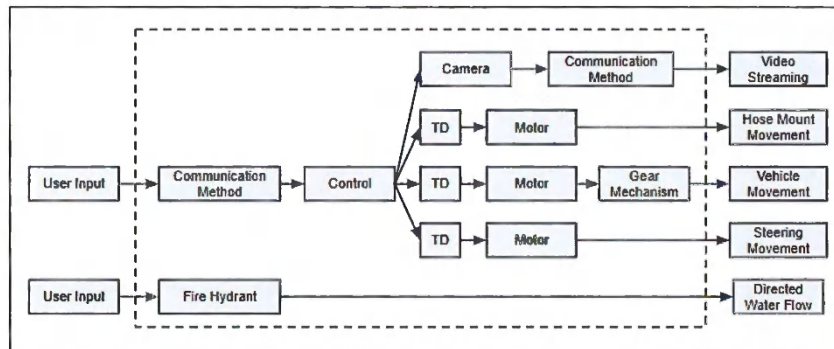 Camera
Communication
Method
Video
Streaming
TD
Motor
Hose Mount
Movement
User Input
Communication
Method
Control
TD
Motor
Gear
Mechanism
Vehicle
Movement
TD
Motor
Steering
Movement
User Input
Fire Hydrant
Directed
Water Flow